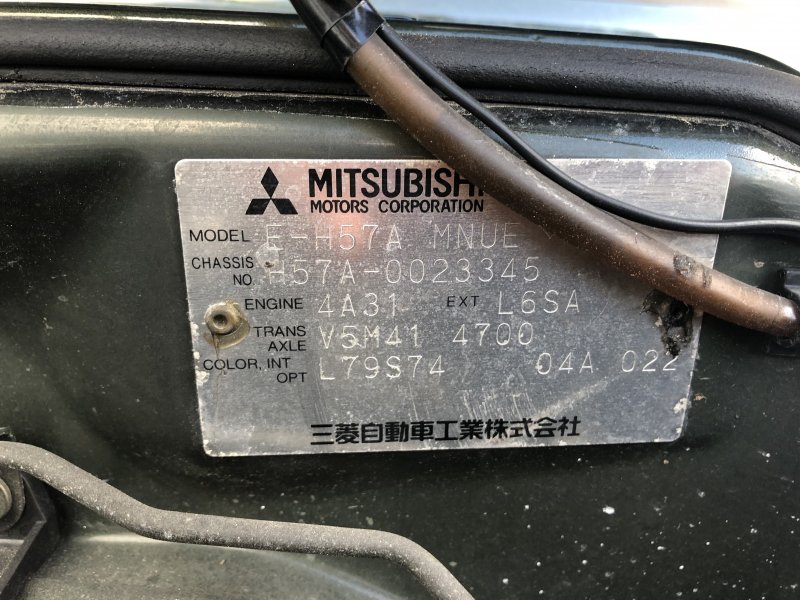 MITSUBISHI
MOTORS CORPORATION
MODEL E-H57A MNUE
CHASSIS NO. H57A-0023345
ENGINE 4A31 EXT L6SA
TRANS AXLE V5M41 4700
COLOR, INT OPT L79S74 04A 022
三菱自動車工業株式会社